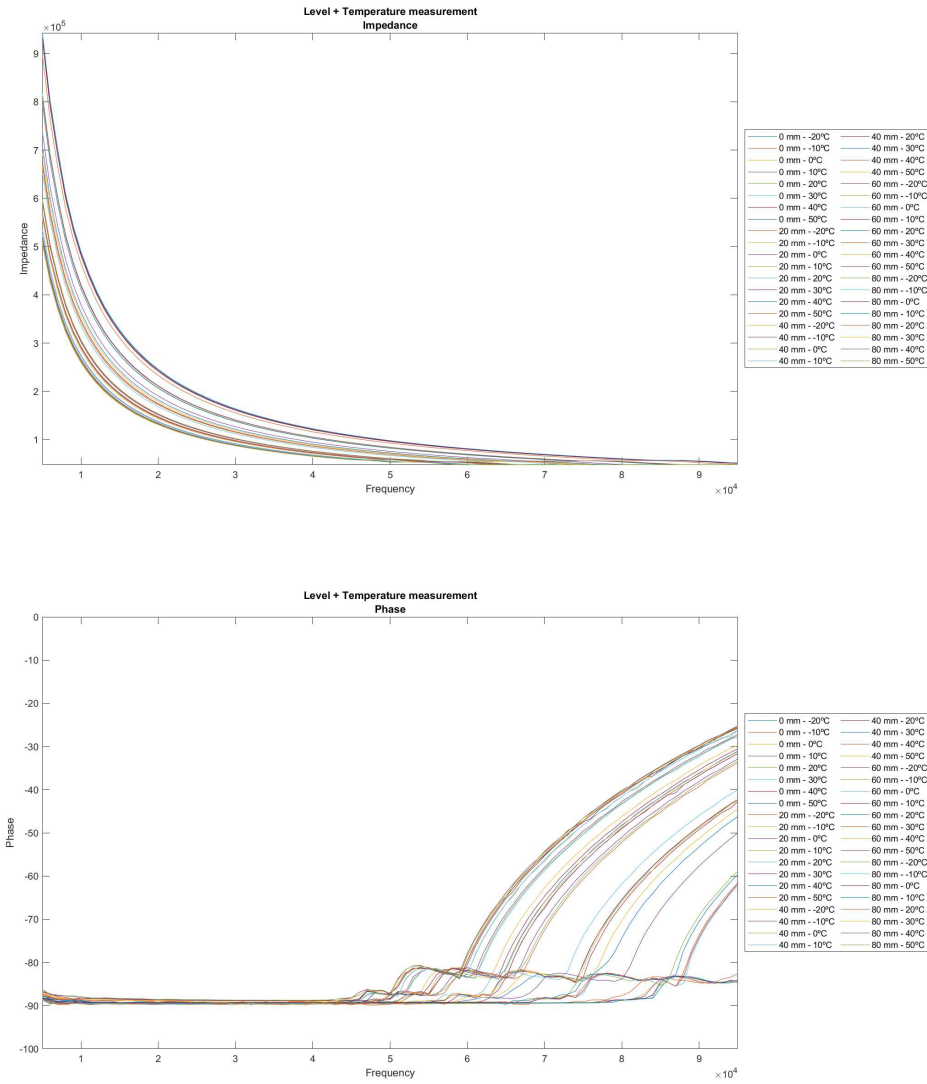 Level + Temperature measurement
Impedance
×10⁵
9
8
7
6
5
4
3
2
1
Impedance
1 2 3 4 5 6 7 8 9
Frequency
×10⁴
0 mm - -20ºC 40 mm - 20ºC
0 mm - -10ºC 40 mm - 30ºC
0 mm - 0ºC 40 mm - 40ºC
0 mm - 10ºC 40 mm - 50ºC
0 mm - 20ºC 60 mm - -20ºC
0 mm - 30ºC 60 mm - -10ºC
0 mm - 40ºC 60 mm - 0ºC
0 mm - 50ºC 60 mm - 10ºC
20 mm - -20ºC 60 mm - 20ºC
20 mm - -10ºC 60 mm - 30ºC
20 mm - 0ºC 60 mm - 40ºC
20 mm - 10ºC 60 mm - 50ºC
20 mm - 20ºC 80 mm - -20ºC
20 mm - 30ºC 80 mm - -10ºC
20 mm - 40ºC 80 mm - 0ºC
20 mm - 50ºC 80 mm - 10ºC
40 mm - -20ºC 80 mm - 20ºC
40 mm - -10ºC 80 mm - 30ºC
40 mm - 0ºC 80 mm - 40ºC
40 mm - 10ºC 80 mm - 50ºC
Level + Temperature measurement
Phase
0
-10
-20
-30
-40
-50
-60
-70
-80
-90
-100
Phase
1 2 3 4 5 6 7 8 9
Frequency
×10⁴
0 mm - -20ºC 40 mm - 20ºC
0 mm - -10ºC 40 mm - 30ºC
0 mm - 0ºC 40 mm - 40ºC
0 mm - 10ºC 40 mm - 50ºC
0 mm - 20ºC 60 mm - -20ºC
0 mm - 30ºC 60 mm - -10ºC
0 mm - 40ºC 60 mm - 0ºC
0 mm - 50ºC 60 mm - 10ºC
20 mm - -20ºC 60 mm - 20ºC
20 mm - -10ºC 60 mm - 30ºC
20 mm - 0ºC 60 mm - 40ºC
20 mm - 10ºC 60 mm - 50ºC
20 mm - 20ºC 80 mm - -20ºC
20 mm - 30ºC 80 mm - -10ºC
20 mm - 40ºC 80 mm - 0ºC
20 mm - 50ºC 80 mm - 10ºC
40 mm - -20ºC 80 mm - 20ºC
40 mm - -10ºC 80 mm - 30ºC
40 mm - 0ºC 80 mm - 40ºC
40 mm - 10ºC 80 mm - 50ºC